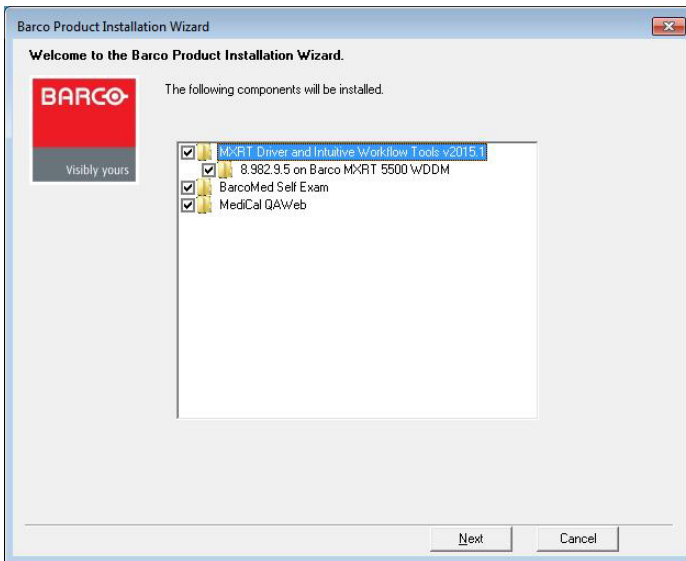 Barco Product Installation Wizard
Welcome to the Barco Product Installation Wizard.
BARCO
Visibly yours
The following components will be installed.
MXRT Driver and Intuitive Workflow Tools v2015.1
8.982.9.5 on Barco MXRT 5500 WDDM
BarcoMed Self Exam
MediCal QAWeb
Next
Cancel